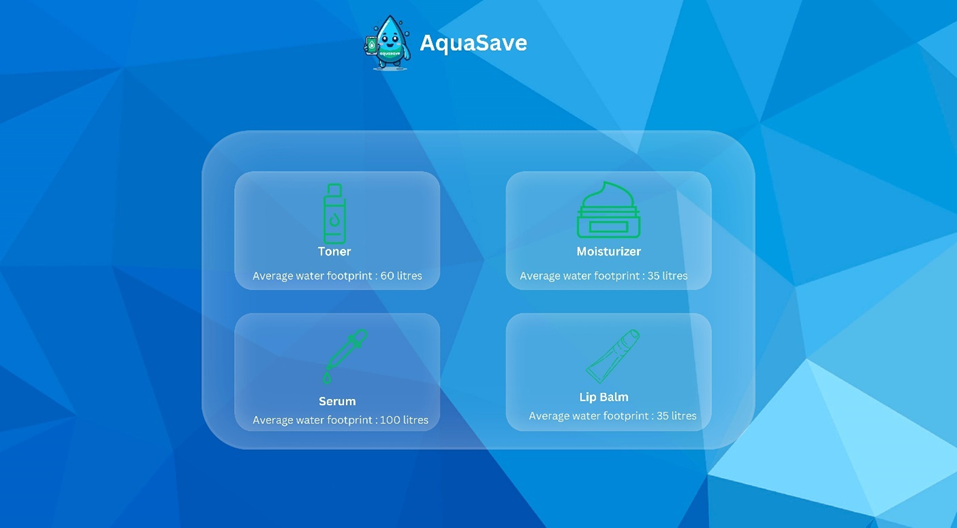 AquaSave
Toner
Average water footprint : 60 litres
Moisturizer
Average water footprint : 35 litres
Serum
Average water footprint : 100 litres
Lip Balm
Average water footprint : 35 litres